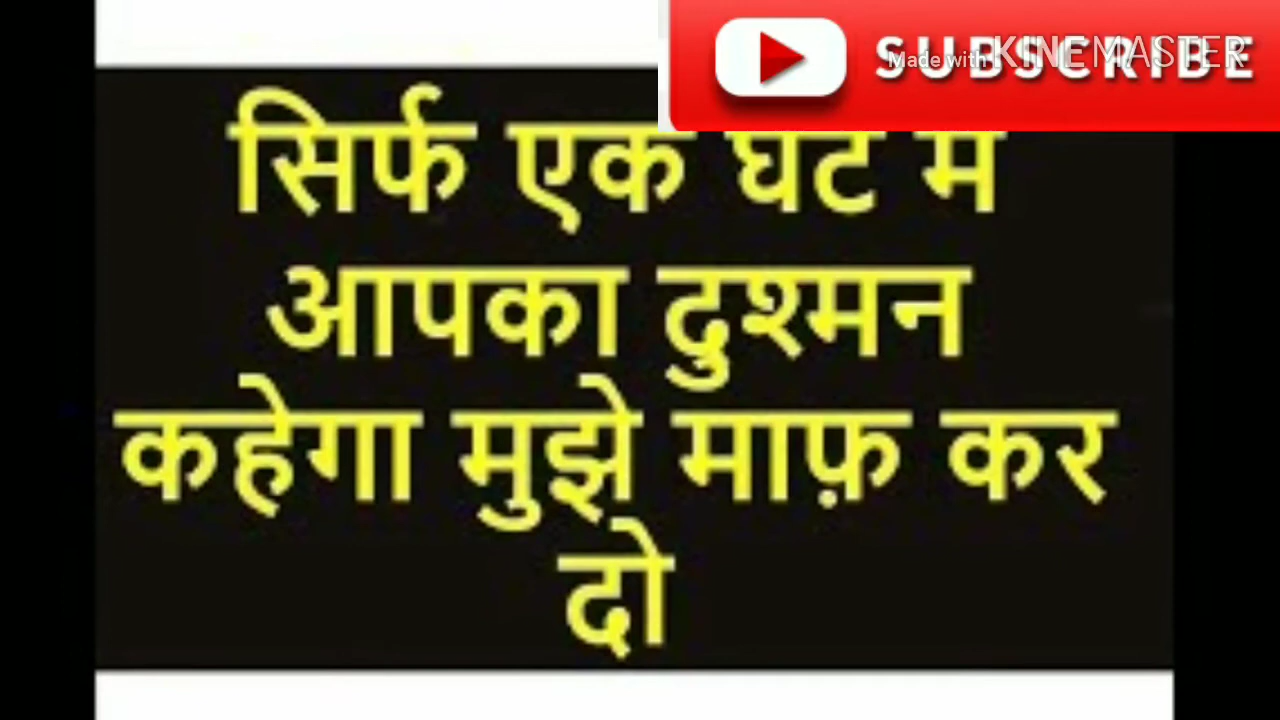 SUBSCRIBE
Made with KINEMASTER
सिर्फ एक घंटे में
आपका दुश्मन
कहेगा मुझे माफ़ कर
दो